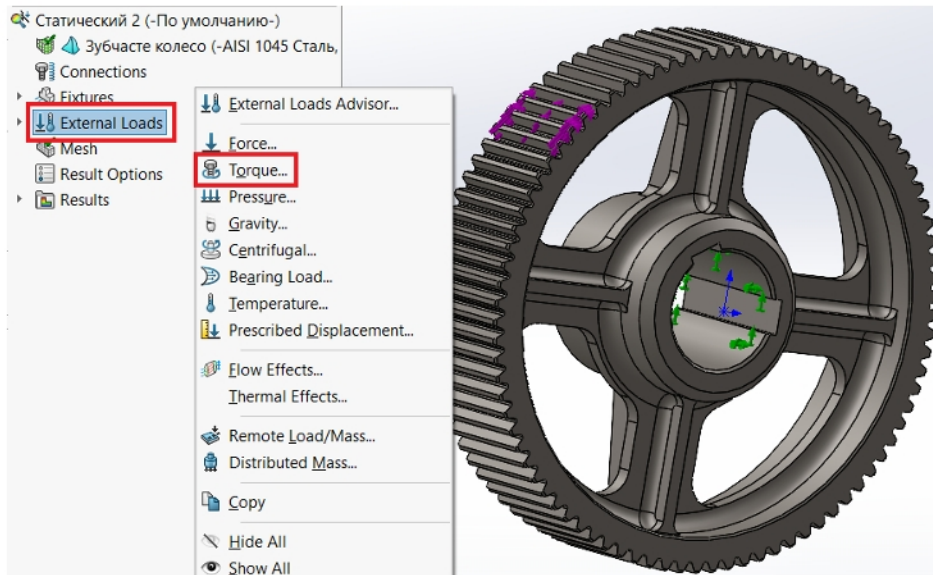 Статический 2 (-По умолчанию-)
Зубчасте колесо (-AISI 1045 Сталь,
Connections
Fixtures
External Loads
Mesh
Result Options
Results
External Loads Advisor...
Force...
Torque...
Pressure...
Gravity...
Centrifugal...
Bearing Load...
Temperature...
Prescribed Displacement...
Flow Effects...
Thermal Effects...
Remote Load/Mass...
Distributed Mass...
Copy
Hide All
Show All